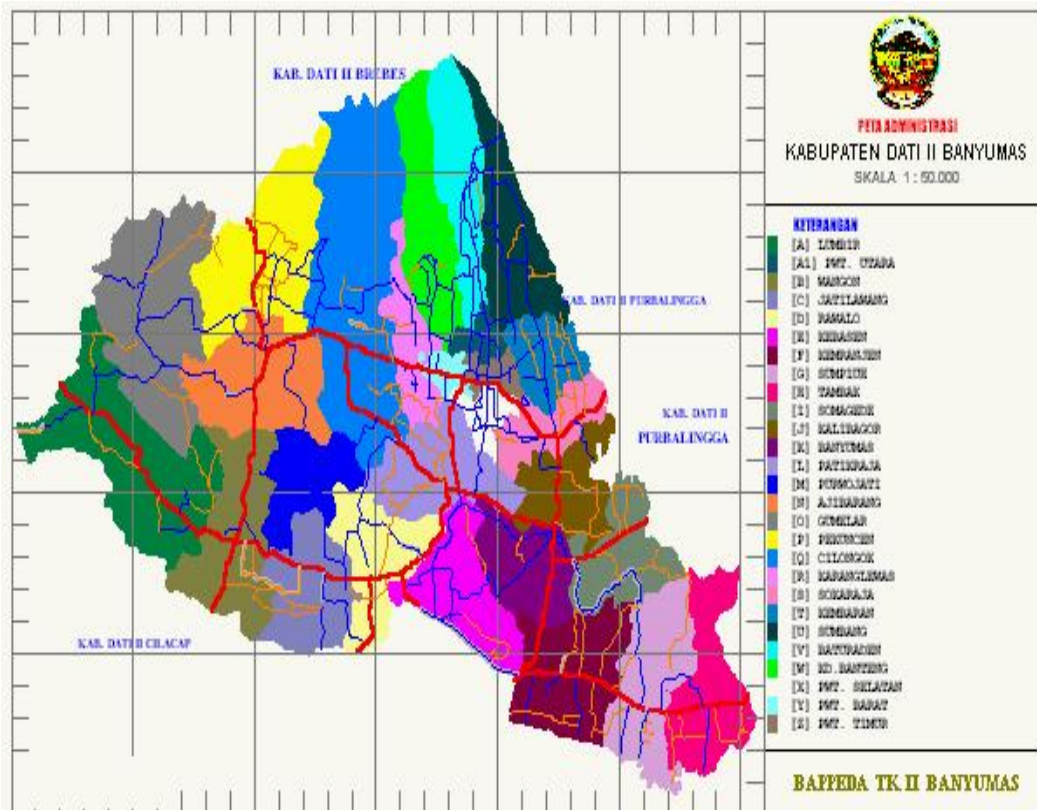 KAB. DATI II BREBES
KAB. DATI II PURBALINGGA
KAB. DATI II
PURBALINGGA
KAB. DATI II CILACAP
PETA ADMINISTRASI
KABUPATEN DATI II BANYUMAS
SKALA 1 : 50.000
KETERANGAN
[A] LUMBIR
[A1] PWT. UTARA
[B] WANGON
[C] JATILAWANG
[D] RAWALO
[E] KEBASEN
[F] KEMRANJEN
[G] SUMPIUH
[H] TAMBAK
[I] SOMAGEDE
[J] KALIBAGOR
[K] BANYUMAS
[L] PATIKRAJA
[M] PURWOJATI
[N] AJIBARANG
[O] GUMELAR
[P] PEKUNCEN
[Q] CILONGOK
[R] KARANGLEWAS
[S] SOKARAJA
[T] KEMBARAN
[U] SUMBANG
[V] BATURADEN
[W] KD.BANTENG
[X] PWT. SELATAN
[Y] PWT. BARAT
[Z] PWT. TIMUR
BAPPEDA TK II BANYUMAS